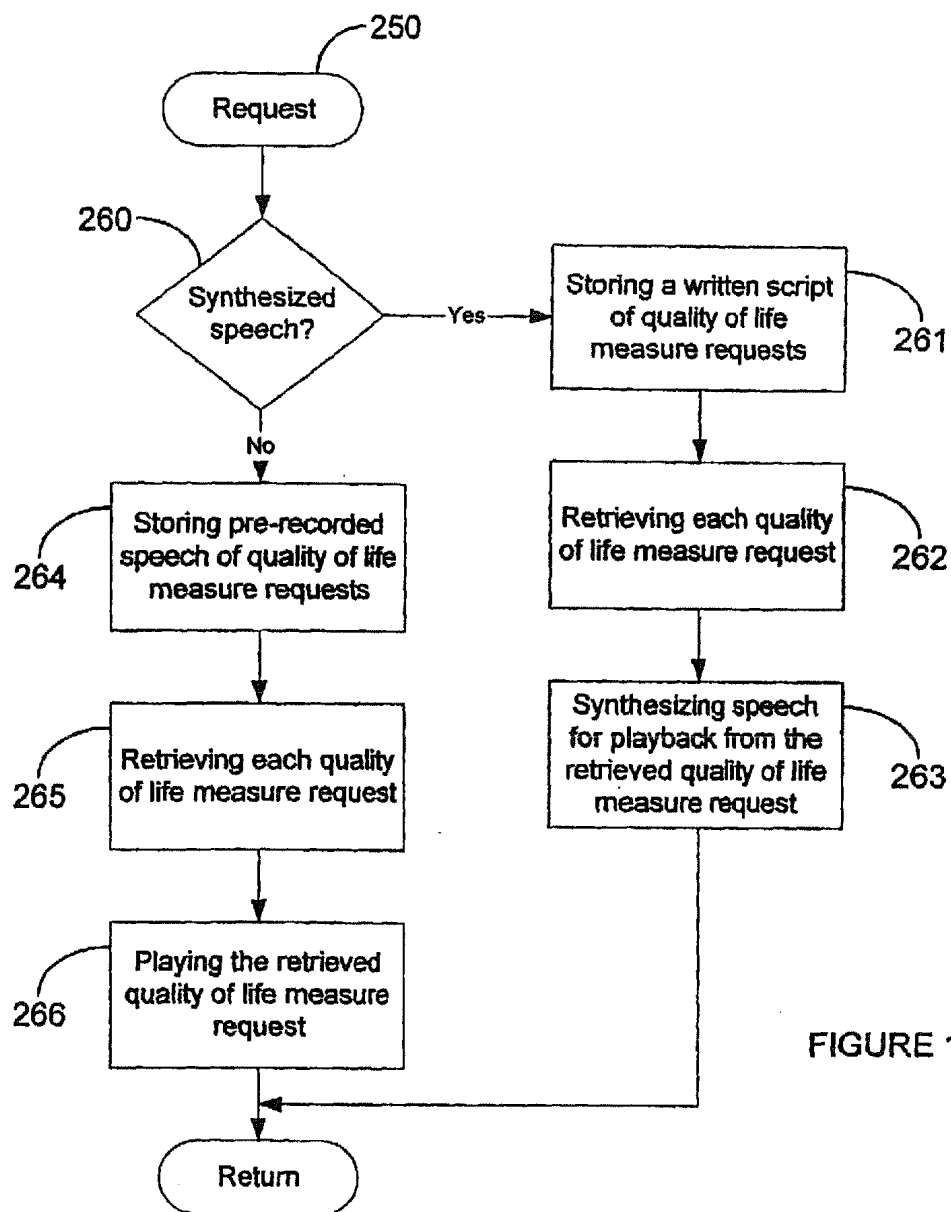 250
Request
260
Synthesized
speech?
Yes
Storing a written script
of quality of life
measure requests
261
No
Storing pre-recorded
speech of quality of life
measure requests
264
Retrieving each quality
of life measure request
262
Retrieving each quality
of life measure request
265
Synthesizing speech
for playback from the
retrieved quality of life
measure request
263
Playing the retrieved
quality of life measure
request
266
FIGURE
Return